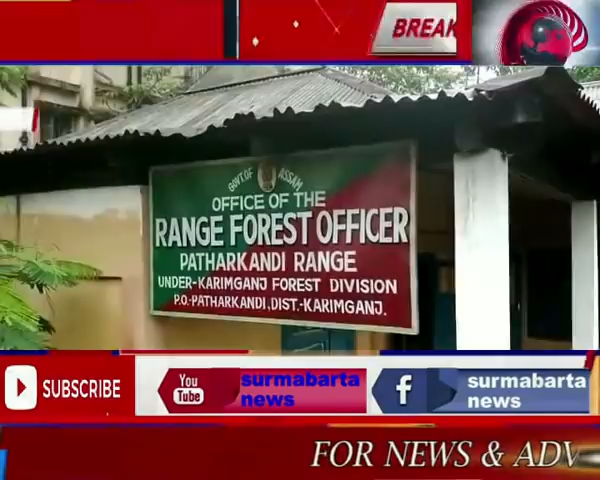 BREAK
GOVT. OF ASSAM
OFFICE OF THE
RANGE FOREST OFFICER
PATHARKANDI RANGE
UNDER-KARIMGANJ FOREST DIVISION
P.O.-PATHARKANDI, DIST.-KARIMGANJ.
SUBSCRIBE
You Tube
surmabarta news
f
surmabarta news
FOR NEWS & ADV